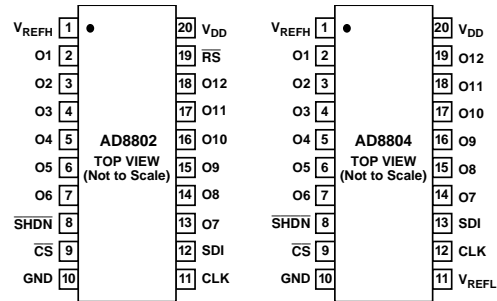 VREFH 1 20 VDD
O1 2 19 RS
O2 3 18 O12
O3 4 17 O11
O4 5 AD8802 16 O10
O5 6 TOP VIEW (Not to Scale) 15 O9
O6 7 14 O8
SHDN 8 13 O7
CS 9 12 SDI
GND 10 11 CLK
VREFH 1 20 VDD
O1 2 19 O12
O2 3 18 O11
O3 4 17 O10
O4 5 AD8804 16 O9
O5 6 TOP VIEW (Not to Scale) 15 O8
O6 7 14 O7
SHDN 8 13 SDI
CS 9 12 CLK
GND 10 11 VREFL